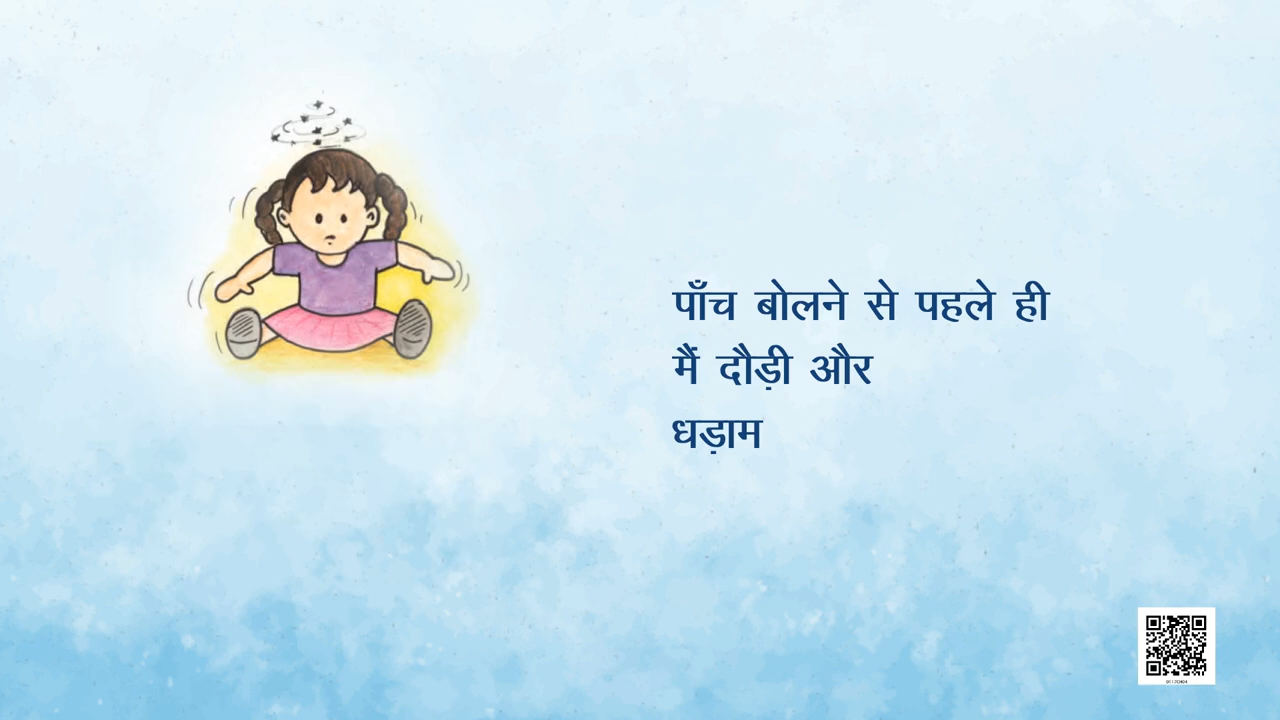 पाँच बोलने से पहले ही
मैं दौड़ी और
धड़ाम